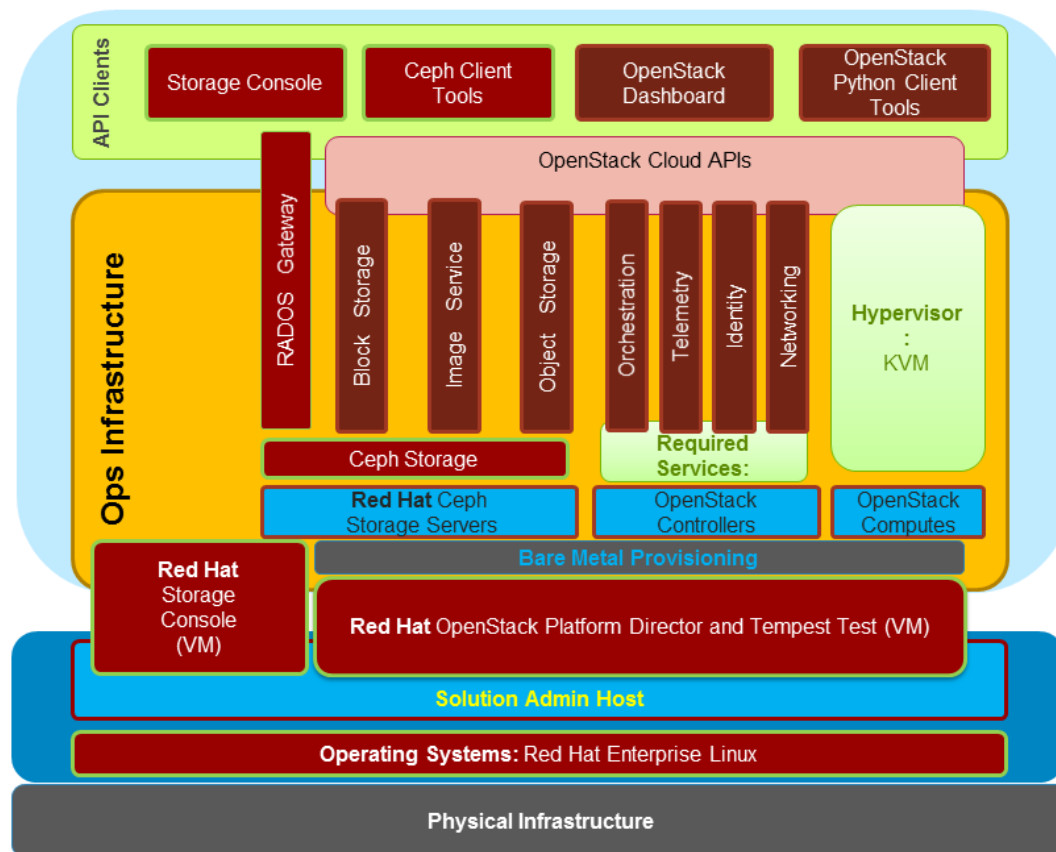 API Clients
Storage Console
Ceph Client
Tools
OpenStack
Dashboard
OpenStack
Python Client
Tools
OpenStack Cloud APIs
Ops Infrastructure
RADOS Gateway
Block Storage
Image Service
Object Storage
Orchestration
Telemetry
Identity
Networking
Hypervisor
:
KVM
Ceph Storage
Required
Services:
Red Hat Ceph
Storage Servers
OpenStack
Controllers
OpenStack
Computes
Bare Metal Provisioning
Red Hat
Storage
Console
(VM)
Red Hat OpenStack Platform Director and Tempest Test (VM)
Solution Admin Host
Operating Systems: Red Hat Enterprise Linux
Physical Infrastructure